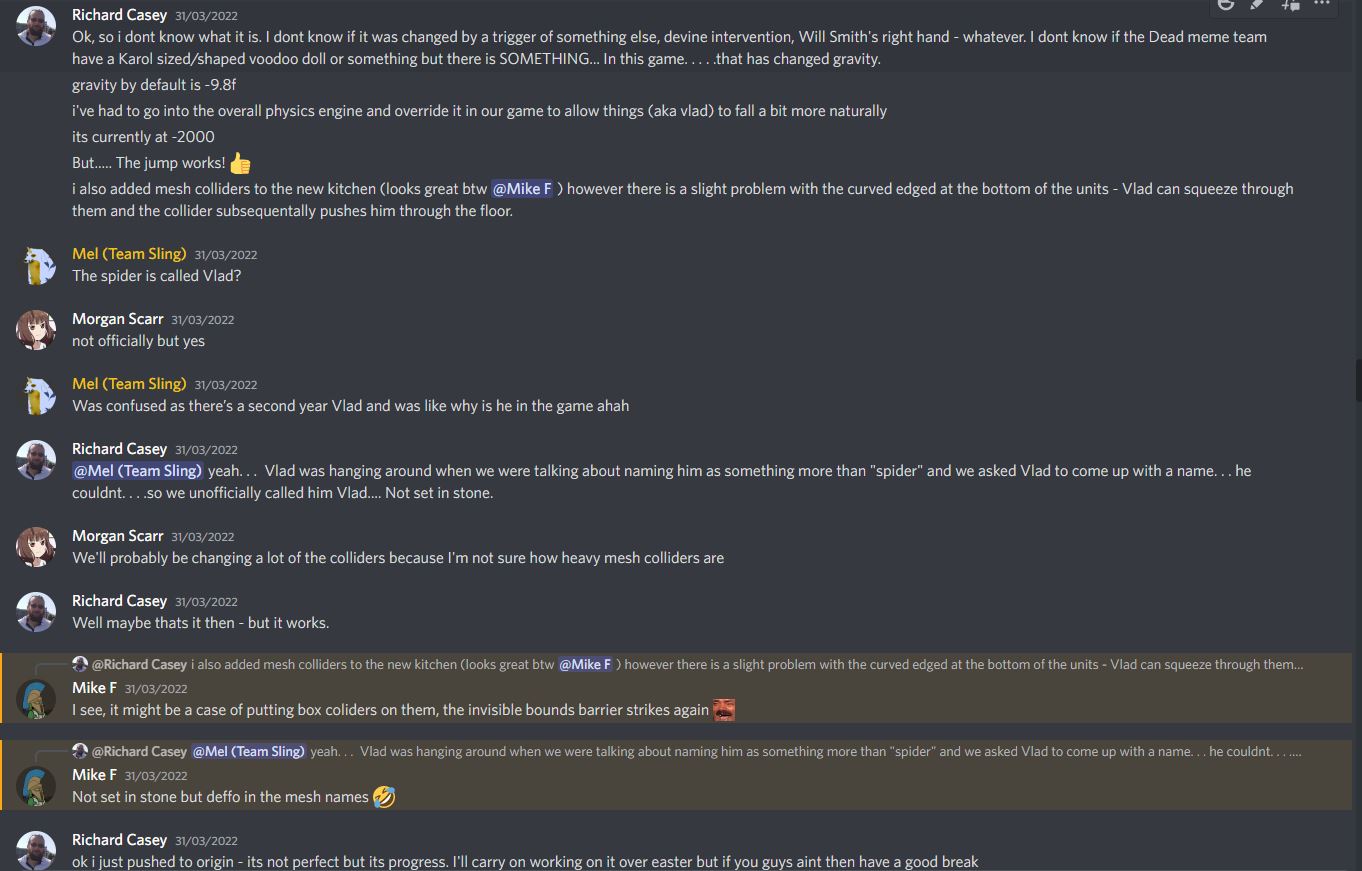 Richard Casey 31/03/2022
Ok, so i dont know what it is. I dont know if it was changed by a trigger of something else, devine intervention, Will Smith's right hand - whatever. I dont know if the Dead meme team
have a Karol sized/shaped voodoo doll or something but there is SOMETHING... In this game. . . . .that has changed gravity.
gravity by default is -9.8f
i've had to go into the overall physics engine and override it in our game to allow things (aka vlad) to fall a bit more naturally
its currently at -2000
But..... The jump works! 👍
i also added mesh colliders to the new kitchen (looks great btw @Mike F ) however there is a slight problem with the curved edged at the bottom of the units - Vlad can squeeze through
them and the collider subsequentally pushes him through the floor.
Mel (Team Sling) 31/03/2022
The spider is called Vlad?
Morgan Scarr 31/03/2022
not officially but yes
Mel (Team Sling) 31/03/2022
Was confused as there's a second year Vlad and was like why is he in the game ahah
Richard Casey 31/03/2022
@Mel (Team Sling) yeah. . . Vlad was hanging around when we were talking about naming him as something more than "spider" and we asked Vlad to come up with a name. . . he
couldnt. . . .so we unofficially called him Vlad.... Not set in stone.
Morgan Scarr 31/03/2022
We'll probably be changing a lot of the colliders because I'm not sure how heavy mesh colliders are
Richard Casey 31/03/2022
Well maybe thats it then - but it works.
@Richard Casey i also added mesh colliders to the new kitchen (looks great btw @Mike F ) however there is a slight problem with the curved edged at the bottom of the units - Vlad can squeeze through them...
Mike F 31/03/2022
I see, it might be a case of putting box coliders on them, the invisible bounds barrier strikes again
@Richard Casey @Mel (Team Sling) yeah. . . Vlad was hanging around when we were talking about naming him as something more than "spider" and we asked Vlad to come up with a name. . . he couldnt. . . ....
Mike F 31/03/2022
Not set in stone but deffo in the mesh names 🤣
Richard Casey 31/03/2022
ok i just pushed to origin - its not perfect but its progress. I'll carry on working on it over easter but if you guys aint then have a good break